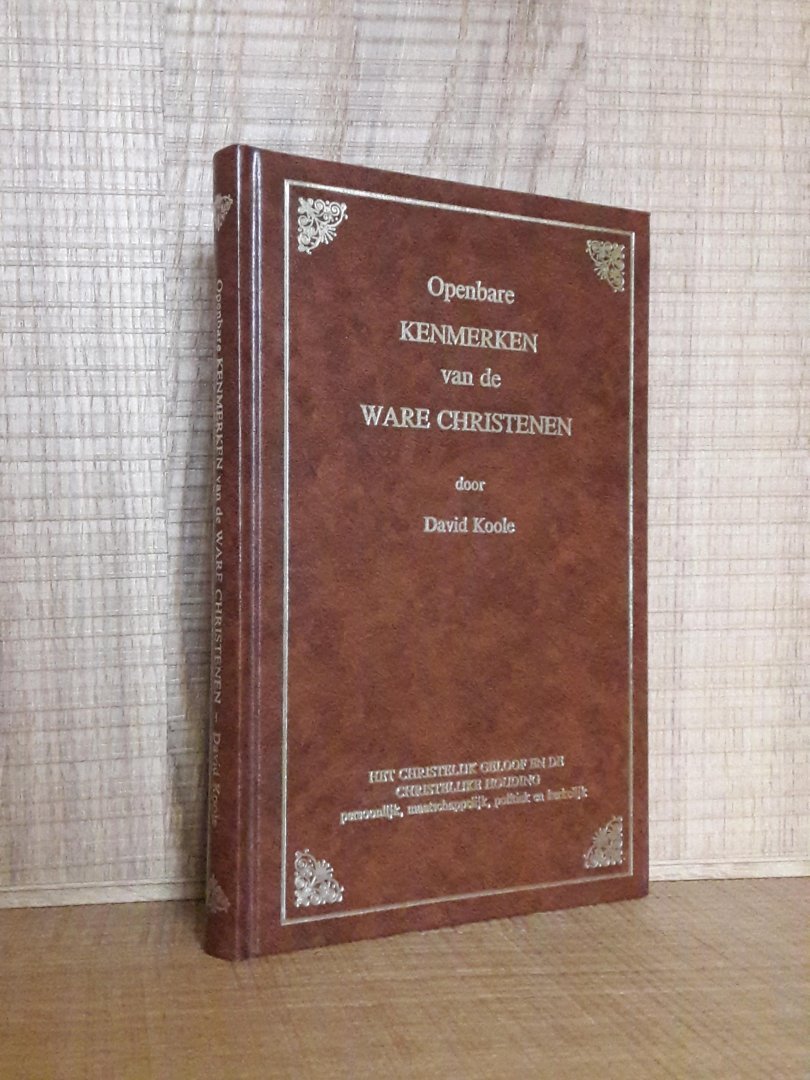 Openbare
KENMERKEN
van de
WARE CHRISTENEN
door
David Koole
HET CHRISTELIJK GELOOF EN DE
CHRISTELIJKE HOUDING
persoonlijk, maatschappelijk, politiek en kerkelijk
Openbare KENMERKEN van de WARE CHRISTENEN – David Koole